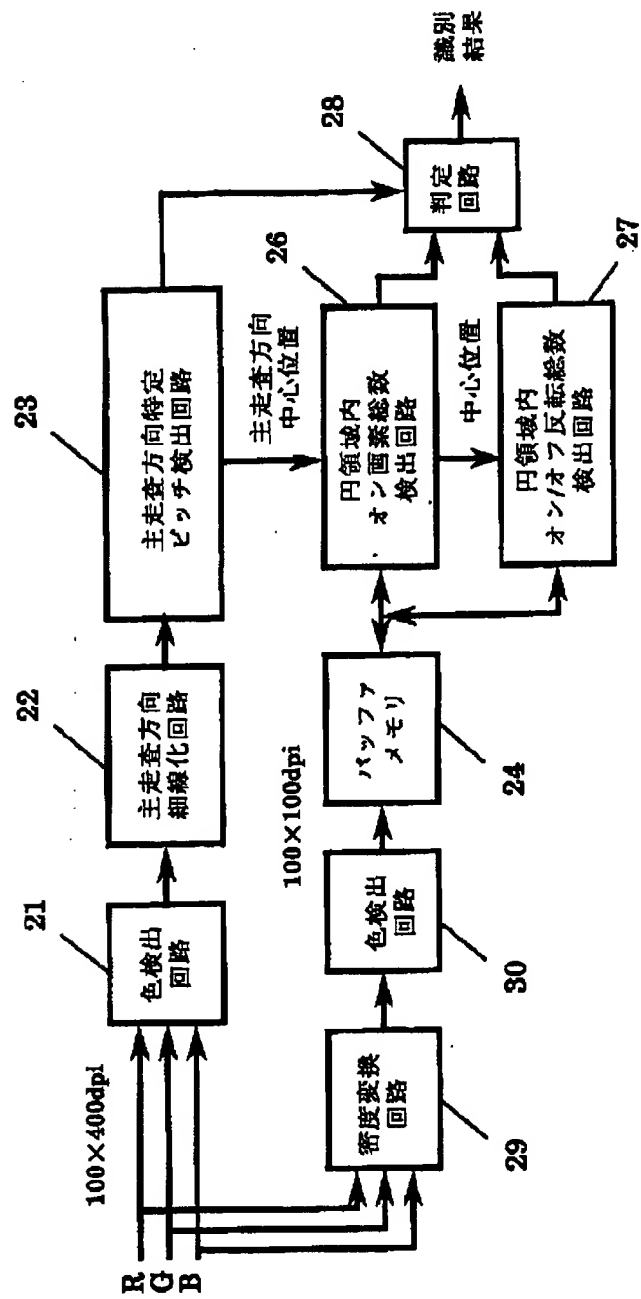 R
G
B
100×400dpi
21
色検出
回路
22
主走査方向
細線化回路
23
主走査方向特定
ピッチ検出回路
主走査方向
中心位置
28
判定
回路
識別
結果
密度変換
回路
29
色検出
回路
30
100×100dpi
バッファ
メモリ
24
26
円領域内
オン画素総数
検出回路
中心位置
円領域内
オン/オフ反転総数
検出回路
27